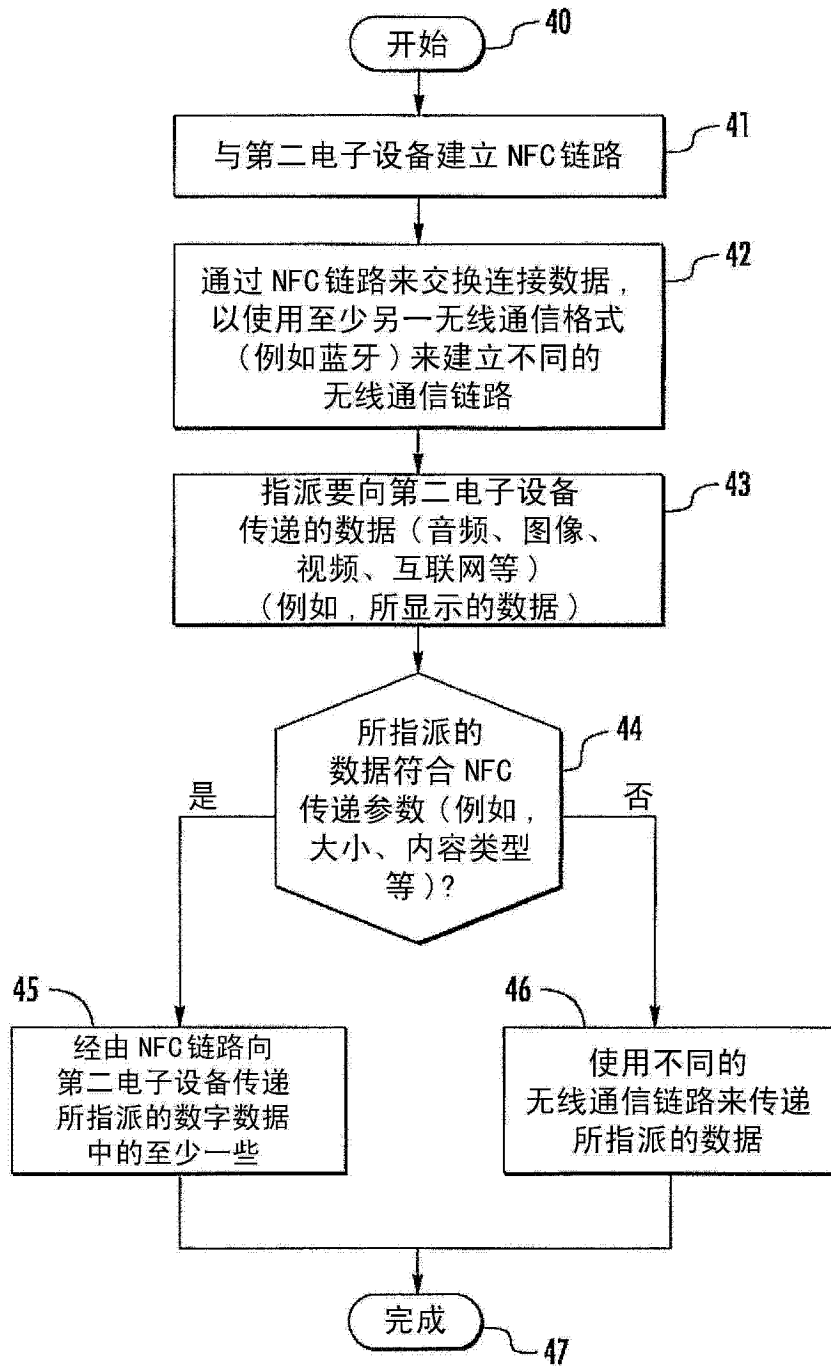 开始
40
与第二电子设备建立 NFC 链路
41
通过 NFC 链路来交换连接数据,
以使用至少另一无线通信格式
(例如蓝牙)来建立不同的
无线通信链路
42
指派要向第二电子设备
传递的数据(音频、图像、
视频、互联网等)
(例如,所显示的数据)
43
所指派的
数据符合 NFC
传递参数(例如,
大小、内容类型
等)?
44
是
否
45
经由 NFC 链路向
第二电子设备传递
所指派的数字数据
中的至少一些
46
使用不同的
无线通信链路来传递
所指派的数据
完成
47